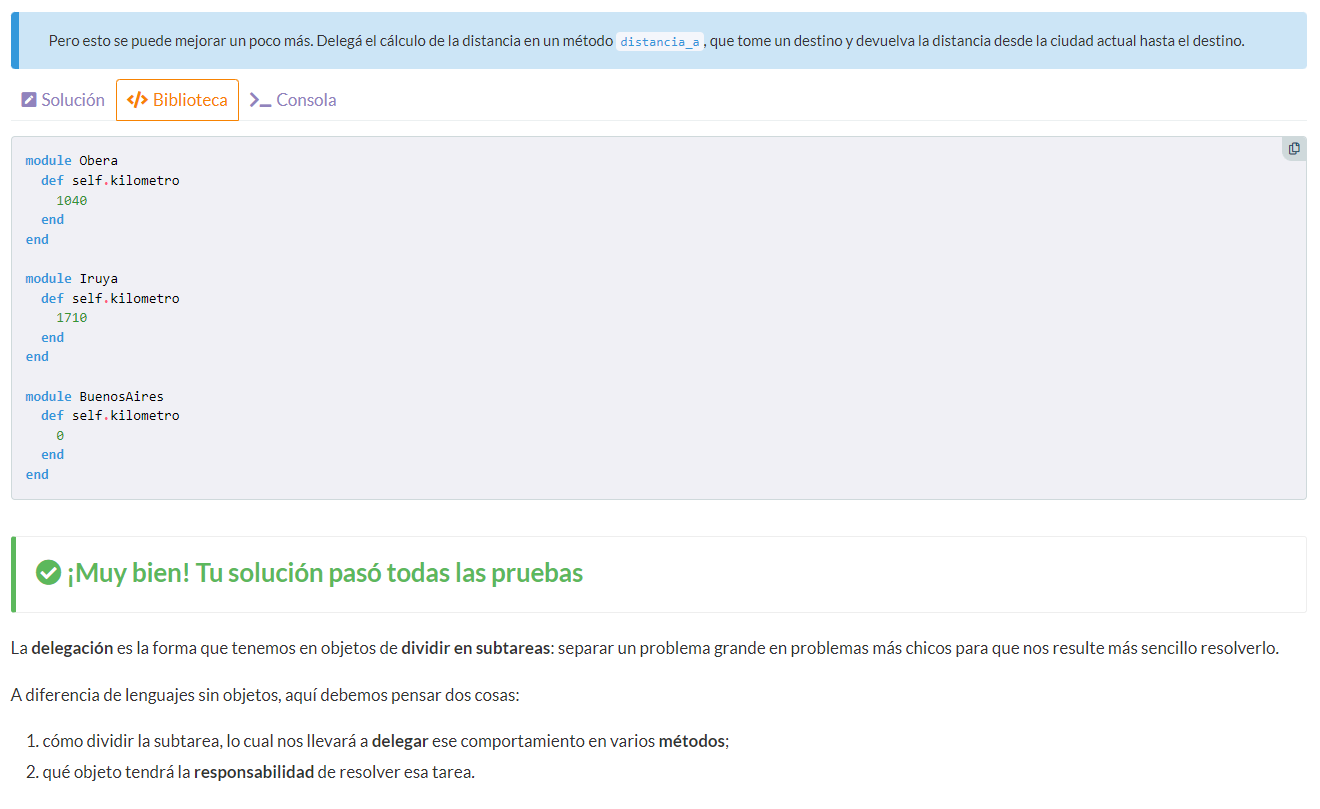 Pero esto se puede mejorar un poco más. Delegá el cálculo de la distancia en un método distancia_a, que tome un destino y devuelva la distancia desde la ciudad actual hasta el destino.
Solución </> Biblioteca >_ Consola
module Obera
  def self.kilometro
    1040
  end
end

module Iruya
  def self.kilometro
    1710
  end
end

module BuenosAires
  def self.kilometro
    0
  end
end
¡Muy bien! Tu solución pasó todas las pruebas
La delegación es la forma que tenemos en objetos de dividir en subtareas: separar un problema grande en problemas más chicos para que nos resulte más sencillo resolverlo.
A diferencia de lenguajes sin objetos, aquí debemos pensar dos cosas:
1. cómo dividir la subtarea, lo cual nos llevará a delegar ese comportamiento en varios métodos;
2. qué objeto tendrá la responsabilidad de resolver esa tarea.